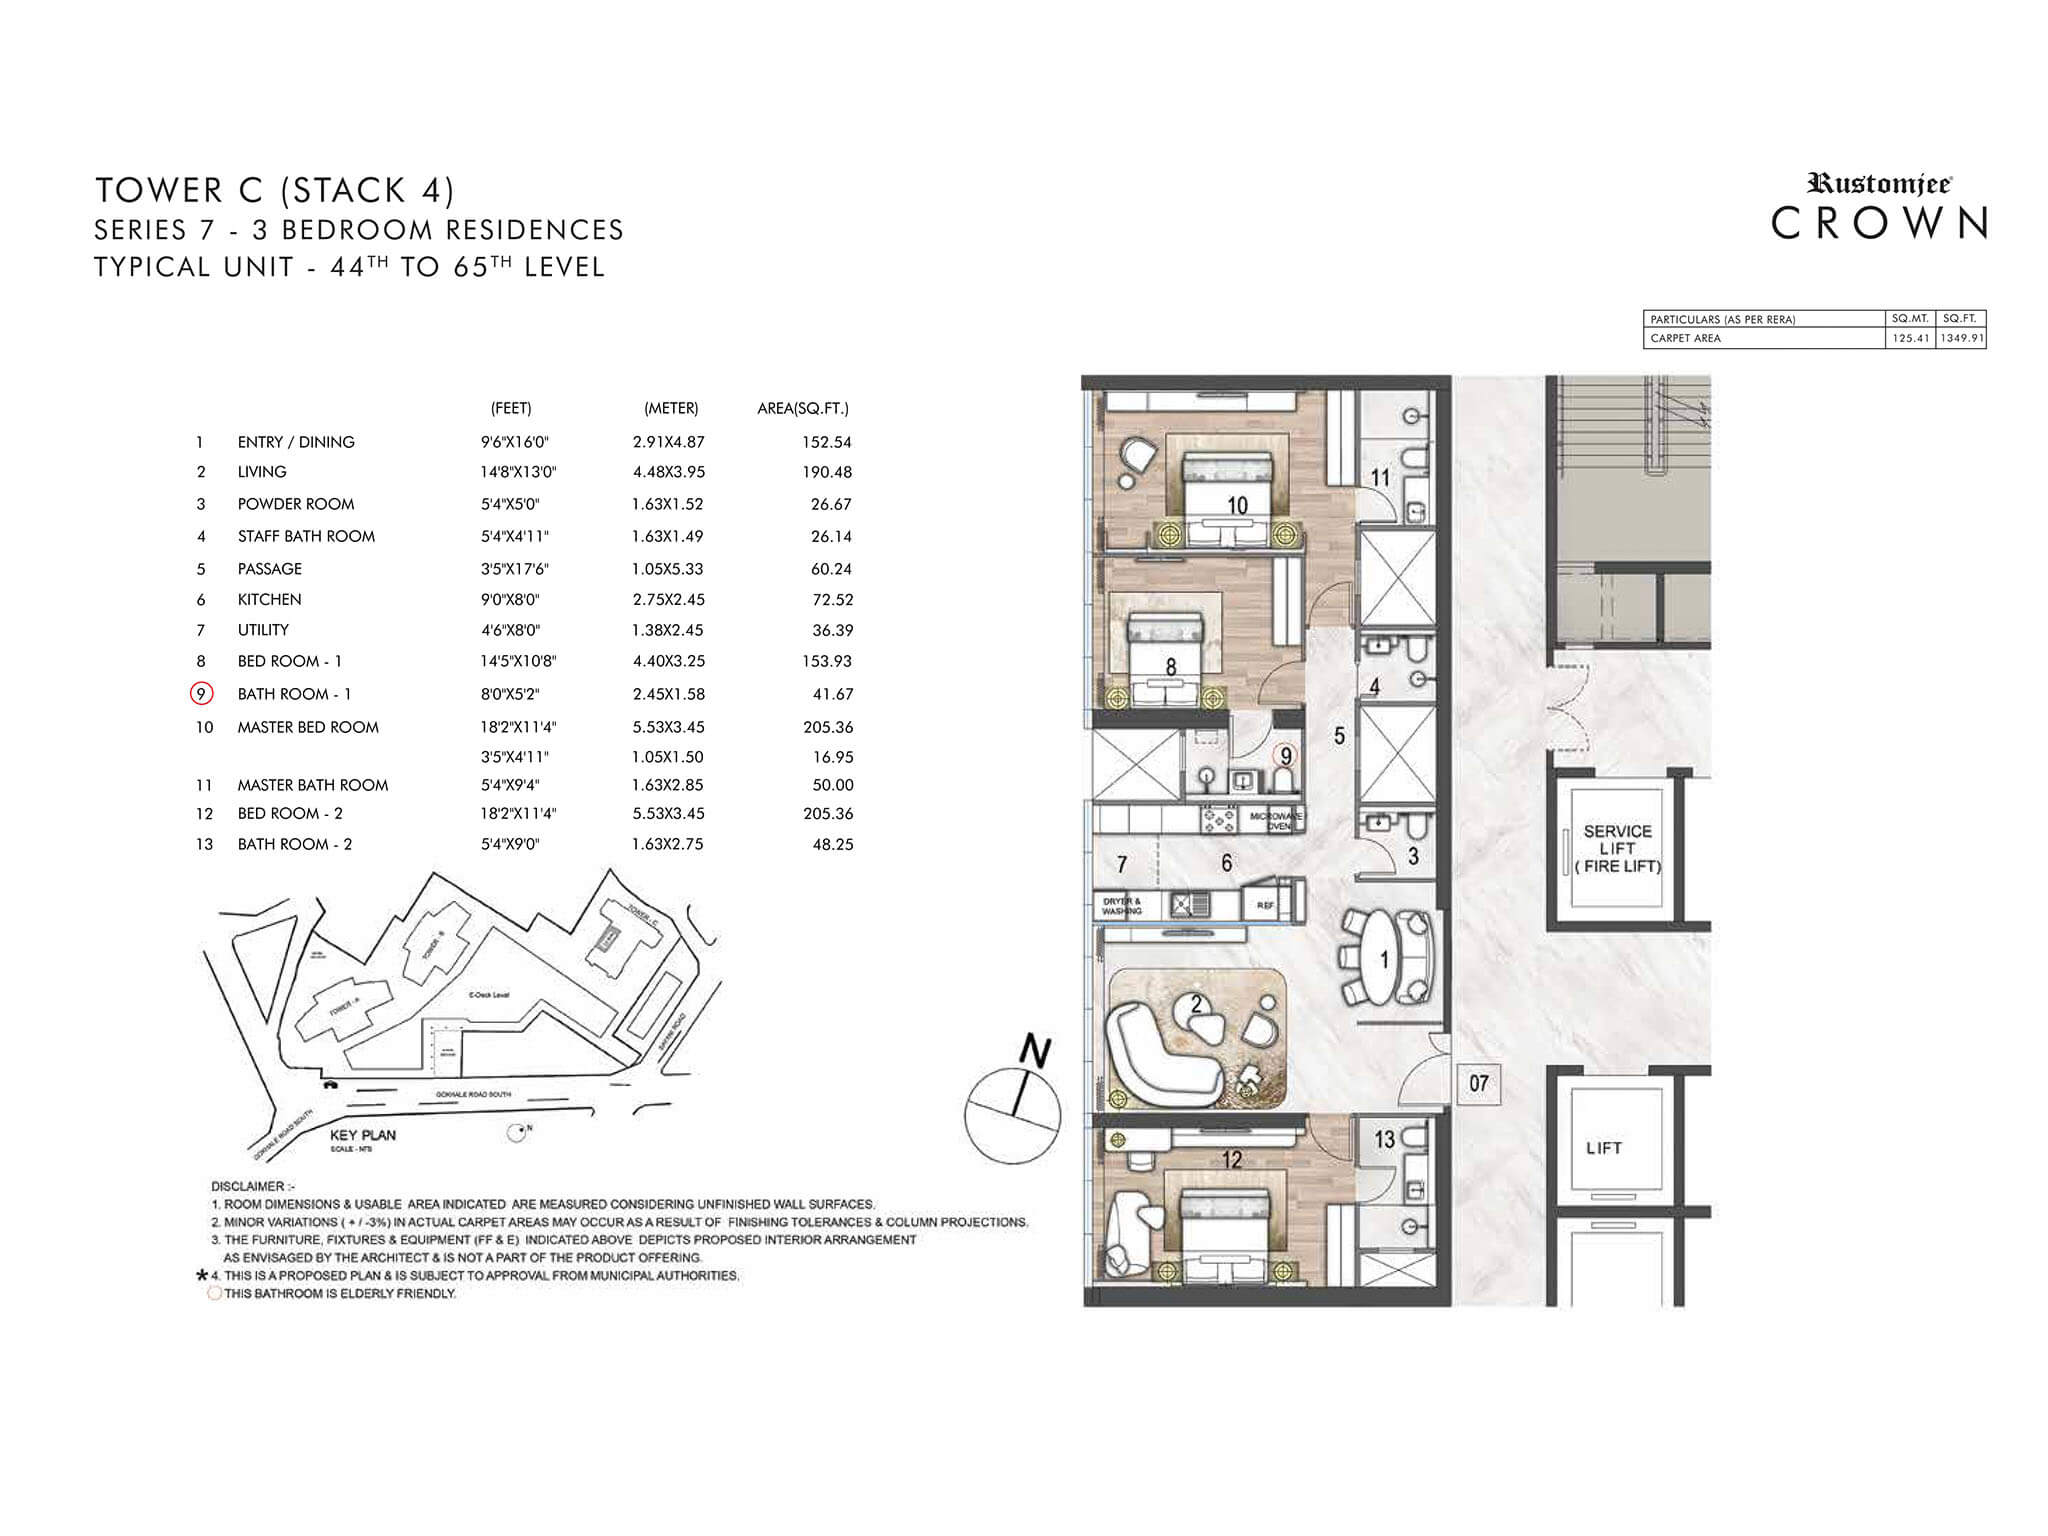 TOWER C (STACK 4)
SERIES 7 - 3 BEDROOM RESIDENCES
TYPICAL UNIT - 44TH TO 65TH LEVEL
Rustomjee
CROWN
PARTICULARS (AS PER RERA) SQ.MT. SQ.FT.
CARPET AREA 125.41 1349.91
(FEET) (METER) AREA(SQ.FT.)
1 ENTRY / DINING 9'6"X16'0" 2.91X4.87 152.54
2 LIVING 14'8"X13'0" 4.48X3.95 190.48
3 POWDER ROOM 5'4"X5'0" 1.63X1.52 26.67
4 STAFF BATH ROOM 5'4"X4'11" 1.63X1.49 26.14
5 PASSAGE 3'5"X17'6" 1.05X5.33 60.24
6 KITCHEN 9'0"X8'0" 2.75X2.45 72.52
7 UTILITY 4'6"X8'0" 1.38X2.45 36.39
8 BED ROOM - 1 14'5"X10'8" 4.40X3.25 153.93
9 BATH ROOM - 1 8'0"X5'2" 2.45X1.58 41.67
10 MASTER BED ROOM 18'2"X11'4" 5.53X3.45 205.36
3'5"X4'11" 1.05X1.50 16.95
11 MASTER BATH ROOM 5'4"X9'4" 1.63X2.85 50.00
12 BED ROOM - 2 18'2"X11'4" 5.53X3.45 205.36
13 BATH ROOM - 2 5'4"X9'0" 1.63X2.75 48.25
TOWER - C
TOWER - B
TOWER - A
E-Deck Level
SAYANI ROAD
GOKHALE ROAD SOUTH
GOKHALE ROAD SOUTH
KEY PLAN
SCALE - NTS
N
N
DISCLAIMER :-
1. ROOM DIMENSIONS & USABLE AREA INDICATED ARE MEASURED CONSIDERING UNFINISHED WALL SURFACES.
2. MINOR VARIATIONS ( + / -3%) IN ACTUAL CARPET AREAS MAY OCCUR AS A RESULT OF FINISHING TOLERANCES & COLUMN PROJECTIONS.
3. THE FURNITURE, FIXTURES & EQUIPMENT (FF & E) INDICATED ABOVE DEPICTS PROPOSED INTERIOR ARRANGEMENT
AS ENVISAGED BY THE ARCHITECT & IS NOT A PART OF THE PRODUCT OFFERING.
*4. THIS IS A PROPOSED PLAN & IS SUBJECT TO APPROVAL FROM MUNICIPAL AUTHORITIES.
THIS BATHROOM IS ELDERLY FRIENDLY.
11
10
8
4
5
9
MICROWAVE
OVEN
7
6
3
DRYER &
WASHING
REF.
1
2
07
13
12
SERVICE
LIFT
( FIRE LIFT)
LIFT